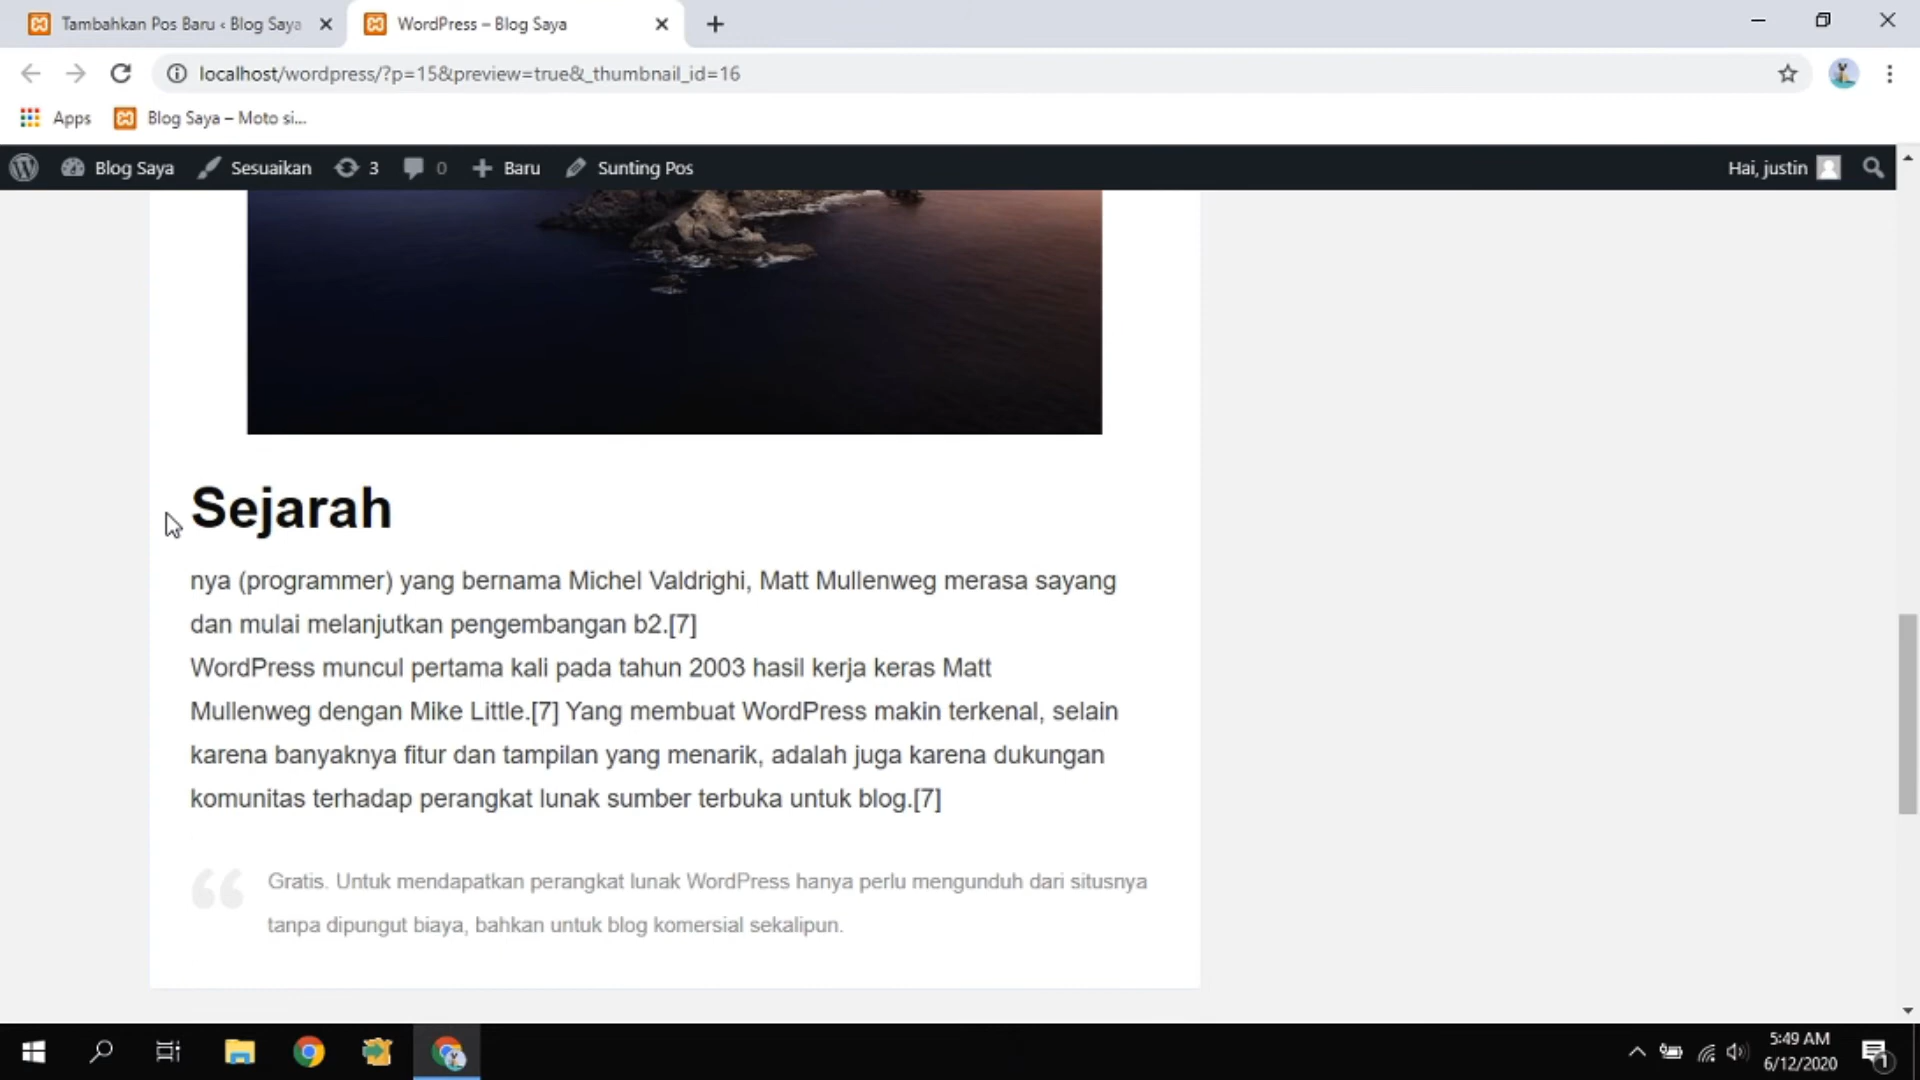 Tambahkan Pos Baru ‹ Blog Saya
WordPress – Blog Saya
localhost/wordpress/?p=15&preview=true&_thumbnail_id=16
Apps
Blog Saya – Moto si...
Blog Saya
Sesuaikan
3
0
Baru
Sunting Pos
Hai, justin
Sejarah
nya (programmer) yang bernama Michel Valdrighi, Matt Mullenweg merasa sayang
dan mulai melanjutkan pengembangan b2.[7]
WordPress muncul pertama kali pada tahun 2003 hasil kerja keras Matt
Mullenweg dengan Mike Little.[7] Yang membuat WordPress makin terkenal, selain
karena banyaknya fitur dan tampilan yang menarik, adalah juga karena dukungan
komunitas terhadap perangkat lunak sumber terbuka untuk blog.[7]
Gratis. Untuk mendapatkan perangkat lunak WordPress hanya perlu mengunduh dari situsnya
tanpa dipungut biaya, bahkan untuk blog komersial sekalipun.
5:49 AM
6/12/2020
1